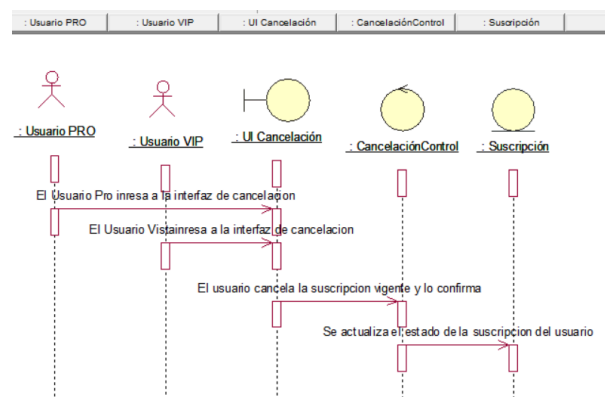 : Usuario PRO
: Usuario VIP
: UI Cancelación
: CancelaciónControl
: Suscripción
: Usuario PRO
: Usuario VIP
: UI Cancelación
: CancelaciónControl
: Suscripción
El Usuario Pro inresa a la interfaz de cancelacion
El Usuario Vistainresa a la interfaz de cancelacion
El usuario cancela la suscripcion vigente y lo confirma
Se actualiza el estado de la suscripcion del usuario